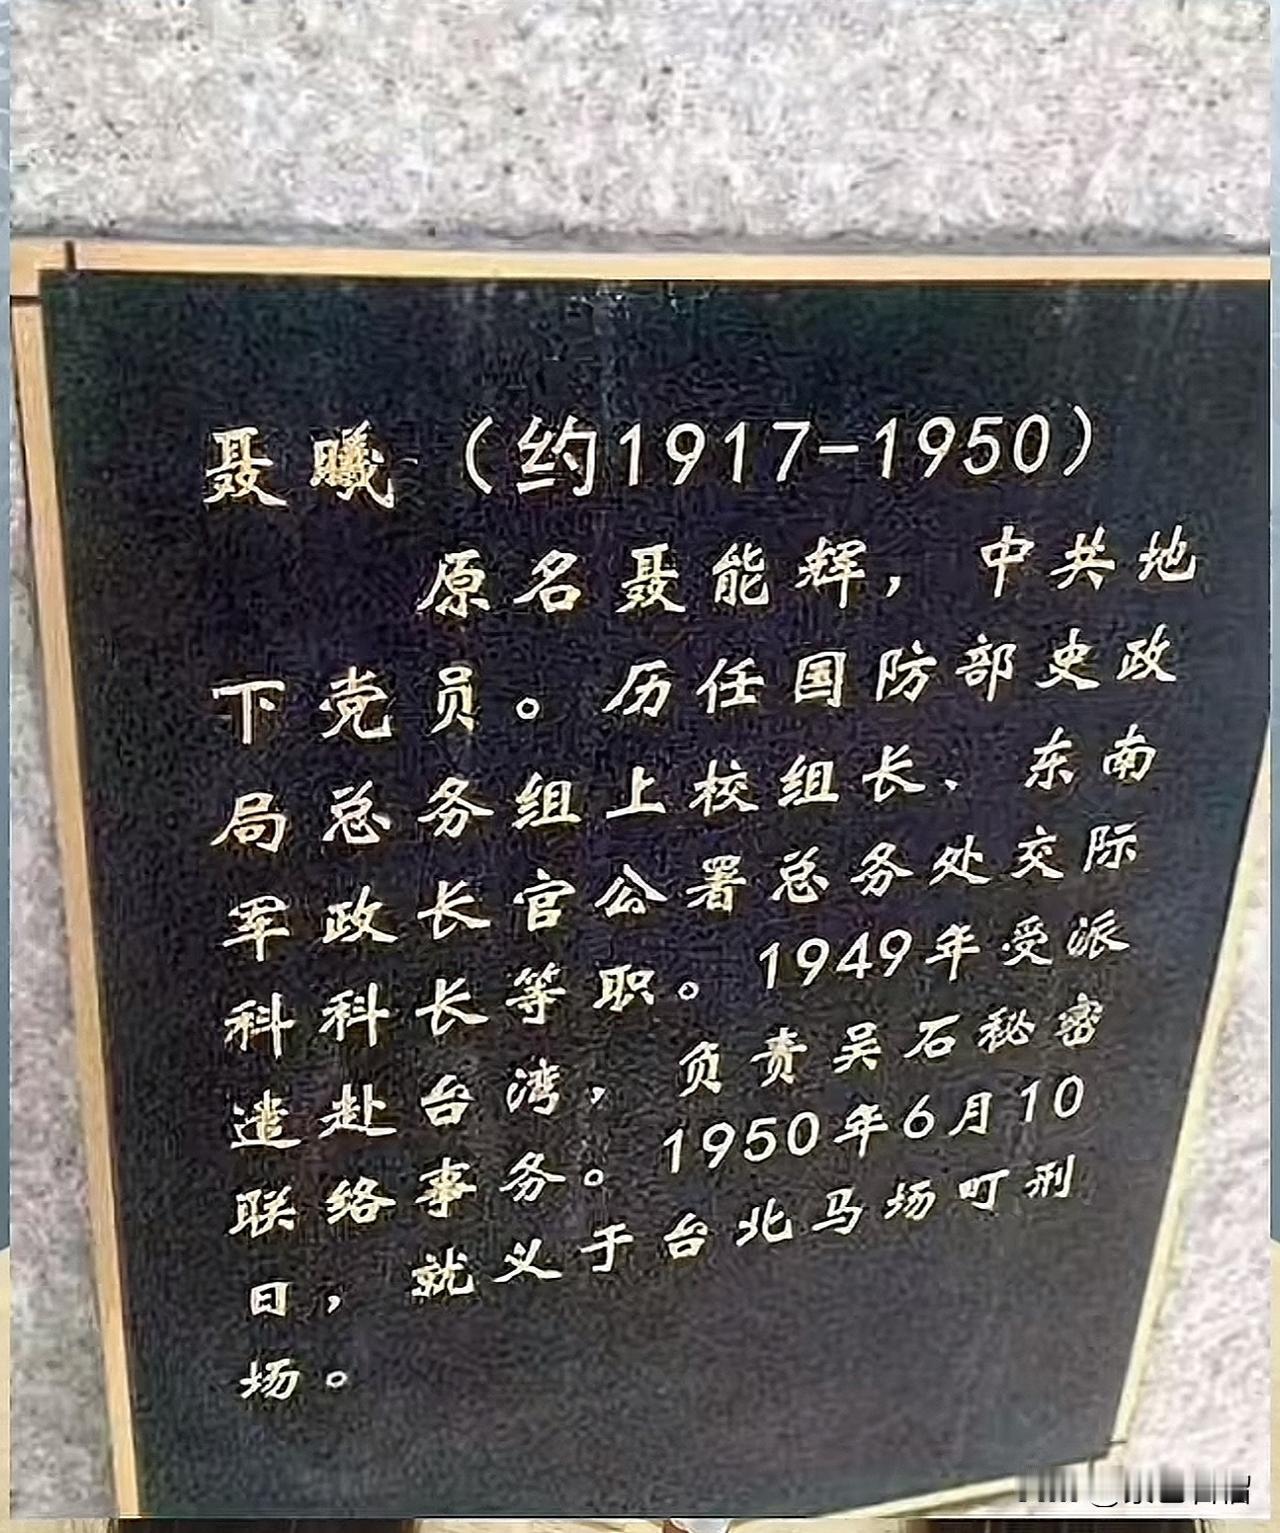 聂曦（约1917-1950）
原名聂能辉，中共地
下党员。历任国防部史政
局总务组上校组长、东南
军政长官公署总务处交际
科科长等职。1949年受派
遣赴台湾，负责吴石秘密
联络事务。1950年6月10
日，就义于台北马场町刑
场。